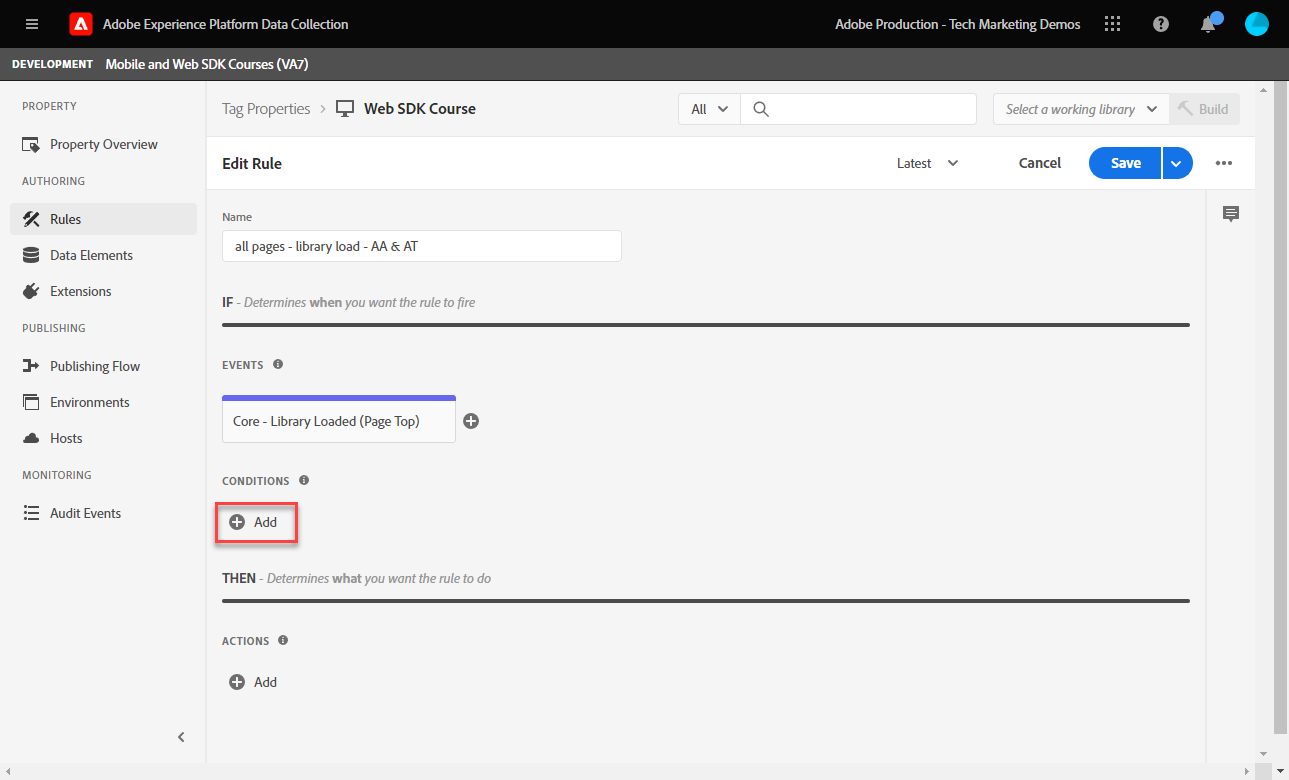 Adobe Experience Platform Data Collection
Adobe Production - Tech Marketing Demos
DEVELOPMENT Mobile and Web SDK Courses (VA7)
PROPERTY
Property Overview
AUTHORING
Rules
Data Elements
Extensions
PUBLISHING
Publishing Flow
Environments
Hosts
MONITORING
Audit Events
Tag Properties > Web SDK Course
All
Select a working library
Build
Edit Rule
Latest
Cancel
Save
Name
all pages - library load - AA & AT
IF - Determines when you want the rule to fire
EVENTS
Core - Library Loaded (Page Top)
CONDITIONS
Add
THEN - Determines what you want the rule to do
ACTIONS
Add